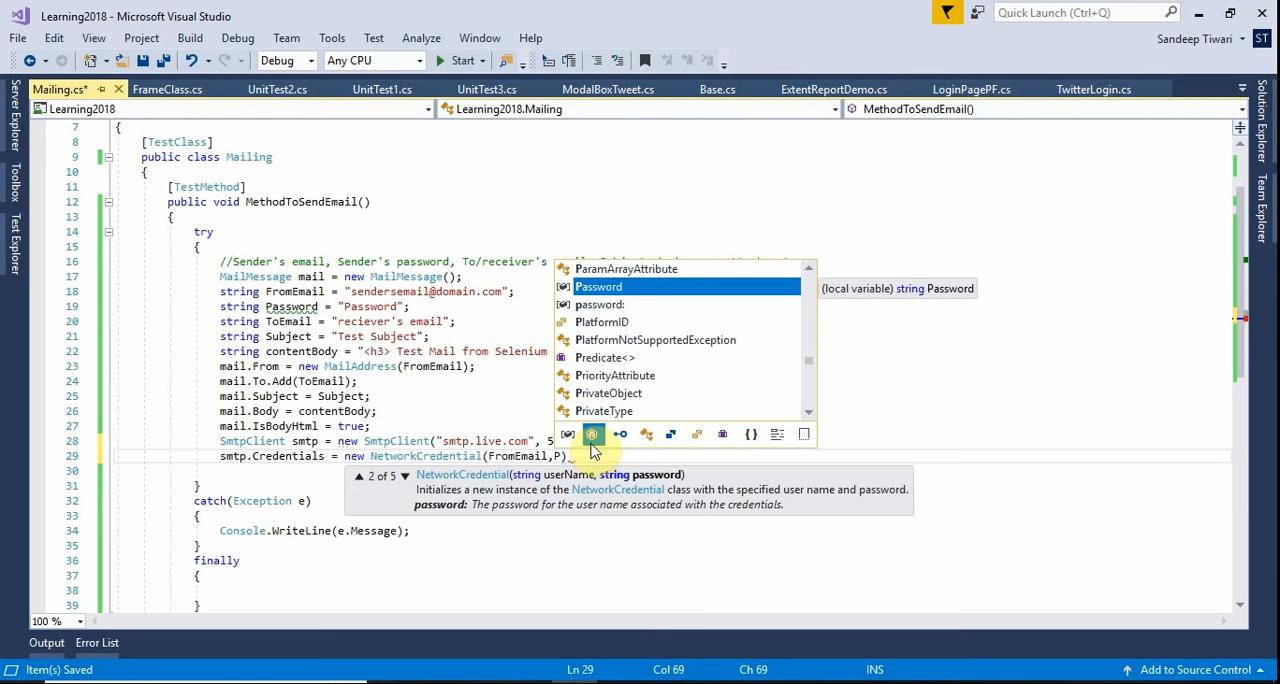 Learning2018 - Microsoft Visual Studio
Quick Launch (Ctrl+Q)
File Edit View Project Build Debug Team Tools Test Analyze Window Help
Sandeep Tiwari ST
Debug Any CPU Start
Mailing.cs* FrameClass.cs UnitTest2.cs UnitTest1.cs UnitTest3.cs ModalBoxTweet.cs Base.cs ExtentReportDemo.cs LoginPagePF.cs TwitterLogin.cs
Learning2018 Learning2018.Mailing MethodToSendEmail()
Server Explorer
Toolbox
Test Explorer
Solution Explorer
Team Explorer
7 {
8 [TestClass]
9 public class Mailing
10 {
11 [TestMethod]
12 public void MethodToSendEmail()
13 {
14 try
15 {
16 //Sender's email, Sender's password, To/receiver's
17 MailMessage mail = new MailMessage();
18 string FromEmail = "sendersemail@domain.com";
19 string Password = "Password";
20 string ToEmail = "reciever's email";
21 string Subject = "Test Subject";
22 string contentBody = "<h3> Test Mail from Selenium
23 mail.From = new MailAddress(FromEmail);
24 mail.To.Add(ToEmail);
25 mail.Subject = Subject;
26 mail.Body = contentBody;
27 mail.IsBodyHtml = true;
28 SmtpClient smtp = new SmtpClient("smtp.live.com", 5
29 smtp.Credentials = new NetworkCredential(FromEmail,P)
30
31 }
32 catch(Exception e)
33 {
34 Console.WriteLine(e.Message);
35 }
36 finally
37 {
38
39 }
ParamArrayAttribute
Password
password:
PlatformID
PlatformNotSupportedException
Predicate<>
PriorityAttribute
PrivateObject
PrivateType
(local variable) string Password
2 of 5 NetworkCredential(string userName, string password)
Initializes a new instance of the NetworkCredential class with the specified user name and password.
password: The password for the user name associated with the credentials.
100 %
Output Error List
Item(s) Saved Ln 29 Col 69 Ch 69 INS Add to Source Control